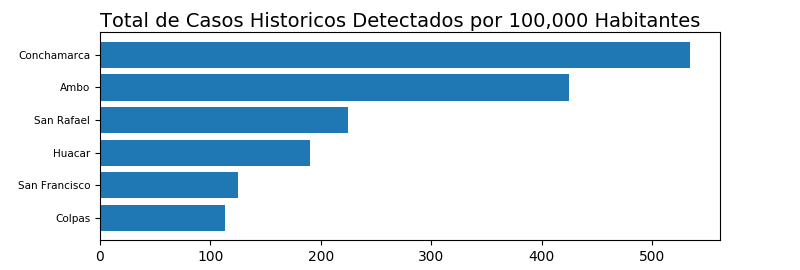 Total de Casos Historicos Detectados por 100,000 Habitantes
Conchamarca
Ambo
San Rafael
Huacar
San Francisco
Colpas
0 100 200 300 400 500